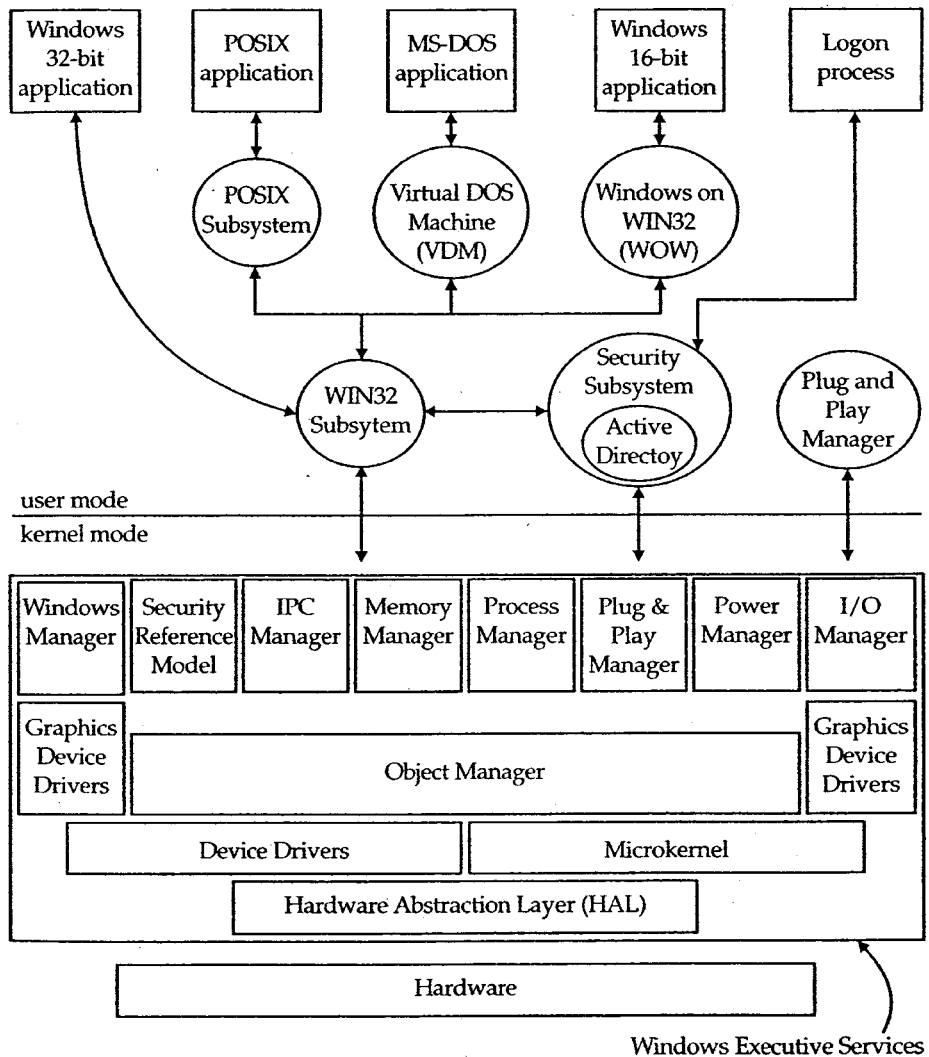 Windows
32-bit
application
POSIX
application
MS-DOS
application
Windows
16-bit
application
Logon
process
POSIX
Subsystem
Virtual DOS
Machine
(VDM)
Windows on
WIN32
(WOW)
WIN32
Subsytem
Security
Subsystem
Active
Directoy
Plug and
Play
Manager
user mode
kernel mode
Windows
Manager
Security
Reference
Model
IPC
Manager
Memory
Manager
Process
Manager
Plug &
Play
Manager
Power
Manager
I/O
Manager
Graphics
Device
Drivers
Object Manager
Graphics
Device
Drivers
Device Drivers
Microkernel
Hardware Abstraction Layer (HAL)
Hardware
Windows Executive Services